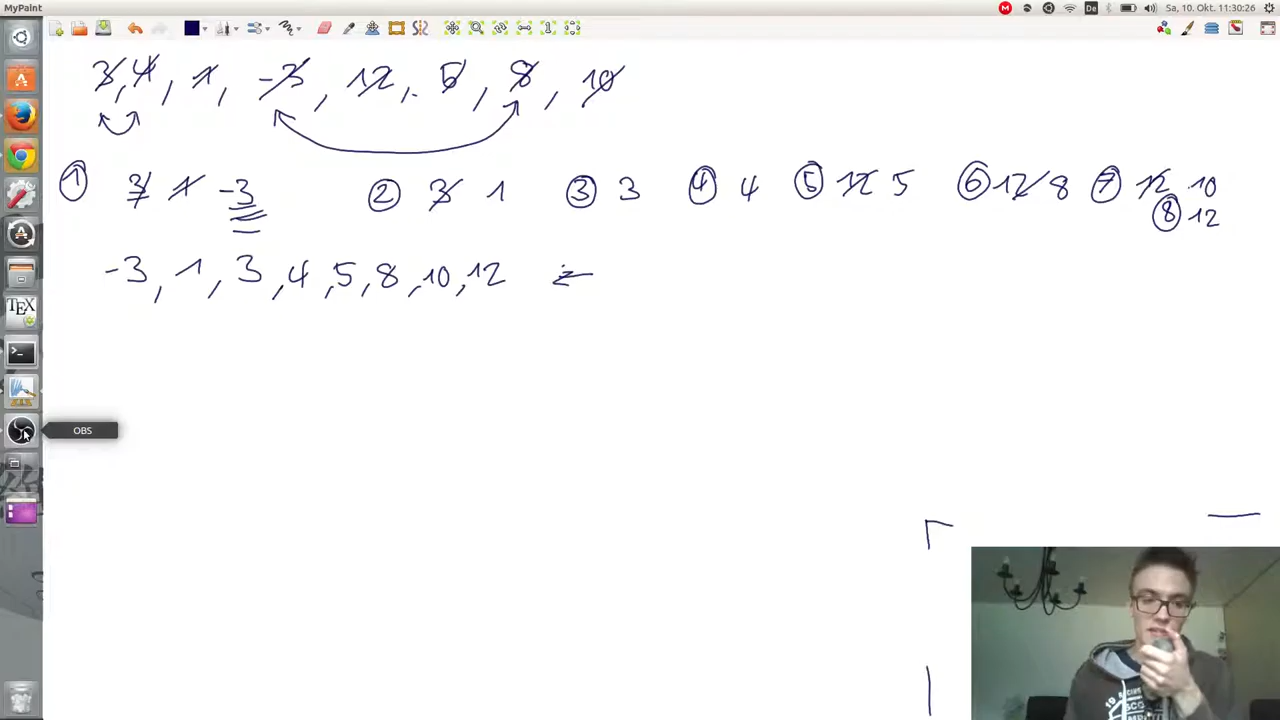 MyPaint
De
Sa, 10. Okt. 11:30:26
3, 4, 1, -3, 12, 5, 8, 10
① 3 1 -3 ② 3 1 ③ 3 ④ 4 ⑤ 12 5 ⑥ 12 8 ⑦ 12 10
⑧ 12
-3, 1, 3, 4, 5, 8, 10, 12
TEX
OBS